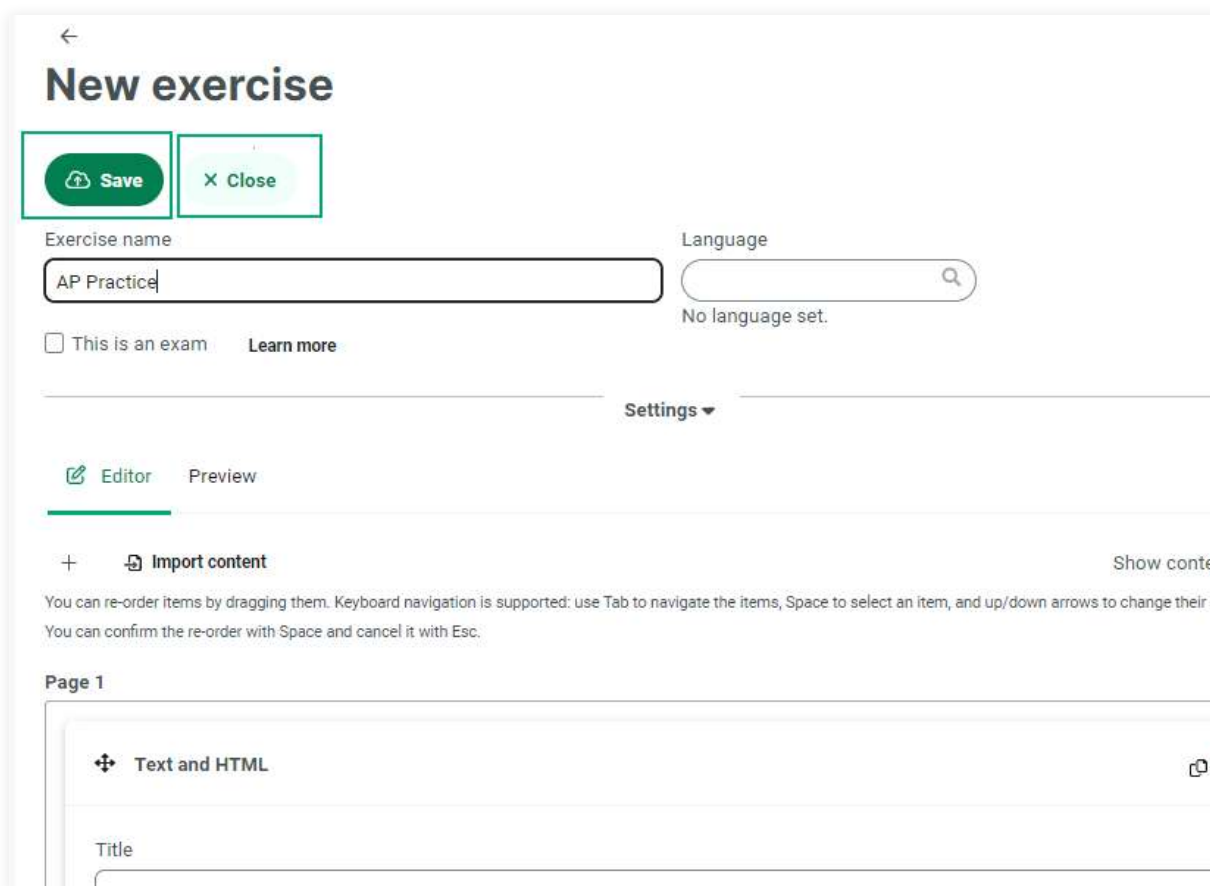 New exercise
Save
Close
Exercise name
Language
AP Practice
No language set.
This is an exam
Learn more
Settings
Editor
Preview
Import content
Show conte
You can re-order items by dragging them. Keyboard navigation is supported: use Tab to navigate the items, Space to select an item, and up/down arrows to change their
You can confirm the re-order with Space and cancel it with Esc.
Page 1
Text and HTML
Title